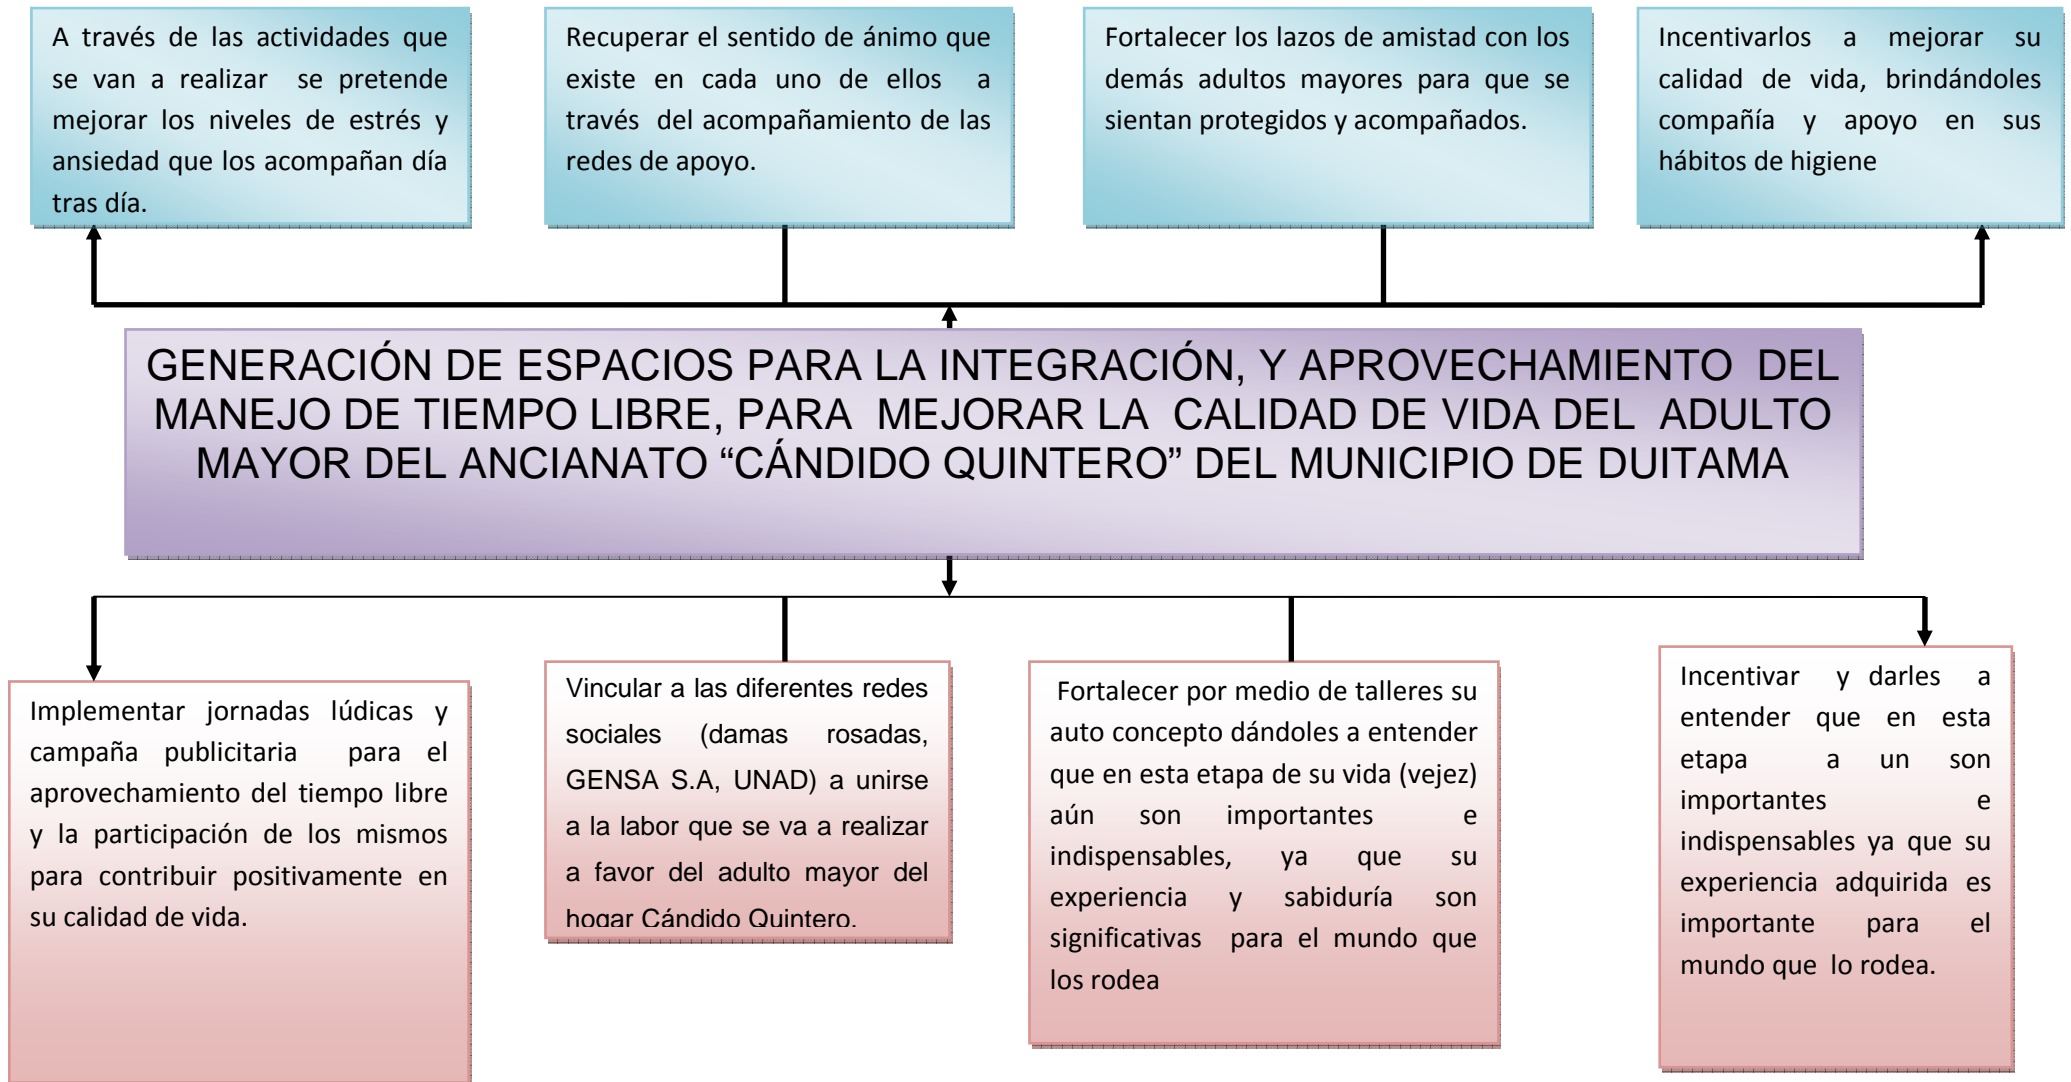 A través de las actividades que
se van a realizar se pretende
mejorar los niveles de estrés y
ansiedad que los acompañan día
tras día.
Recuperar el sentido de ánimo que
existe en cada uno de ellos a
través del acompañamiento de las
redes de apoyo.
Fortalecer los lazos de amistad con los
demás adultos mayores para que se
sientan protegidos y acompañados.
Incentivarlos a mejorar su
calidad de vida, brindándoles
compañía y apoyo en sus
hábitos de higiene
GENERACIÓN DE ESPACIOS PARA LA INTEGRACIÓN, Y APROVECHAMIENTO DEL
MANEJO DE TIEMPO LIBRE, PARA MEJORAR LA CALIDAD DE VIDA DEL ADULTO
MAYOR DEL ANCIANATO “CÁNDIDO QUINTERO” DEL MUNICIPIO DE DUITAMA
Implementar jornadas lúdicas y
campaña publicitaria para el
aprovechamiento del tiempo libre
y la participación de los mismos
para contribuir positivamente en
su calidad de vida.
Vincular a las diferentes redes
sociales (damas rosadas,
GENSA S.A, UNAD) a unirse
a la labor que se va a realizar
a favor del adulto mayor del
hogar Cándido Quintero.
Fortalecer por medio de talleres su
auto concepto dándoles a entender
que en esta etapa de su vida (vejez)
aún son importantes e
indispensables, ya que su
experiencia y sabiduría son
significativas para el mundo que
los rodea
Incentivar y darles a
entender que en esta
etapa a un son
importantes e
indispensables ya que su
experiencia adquirida es
importante para el
mundo que lo rodea.